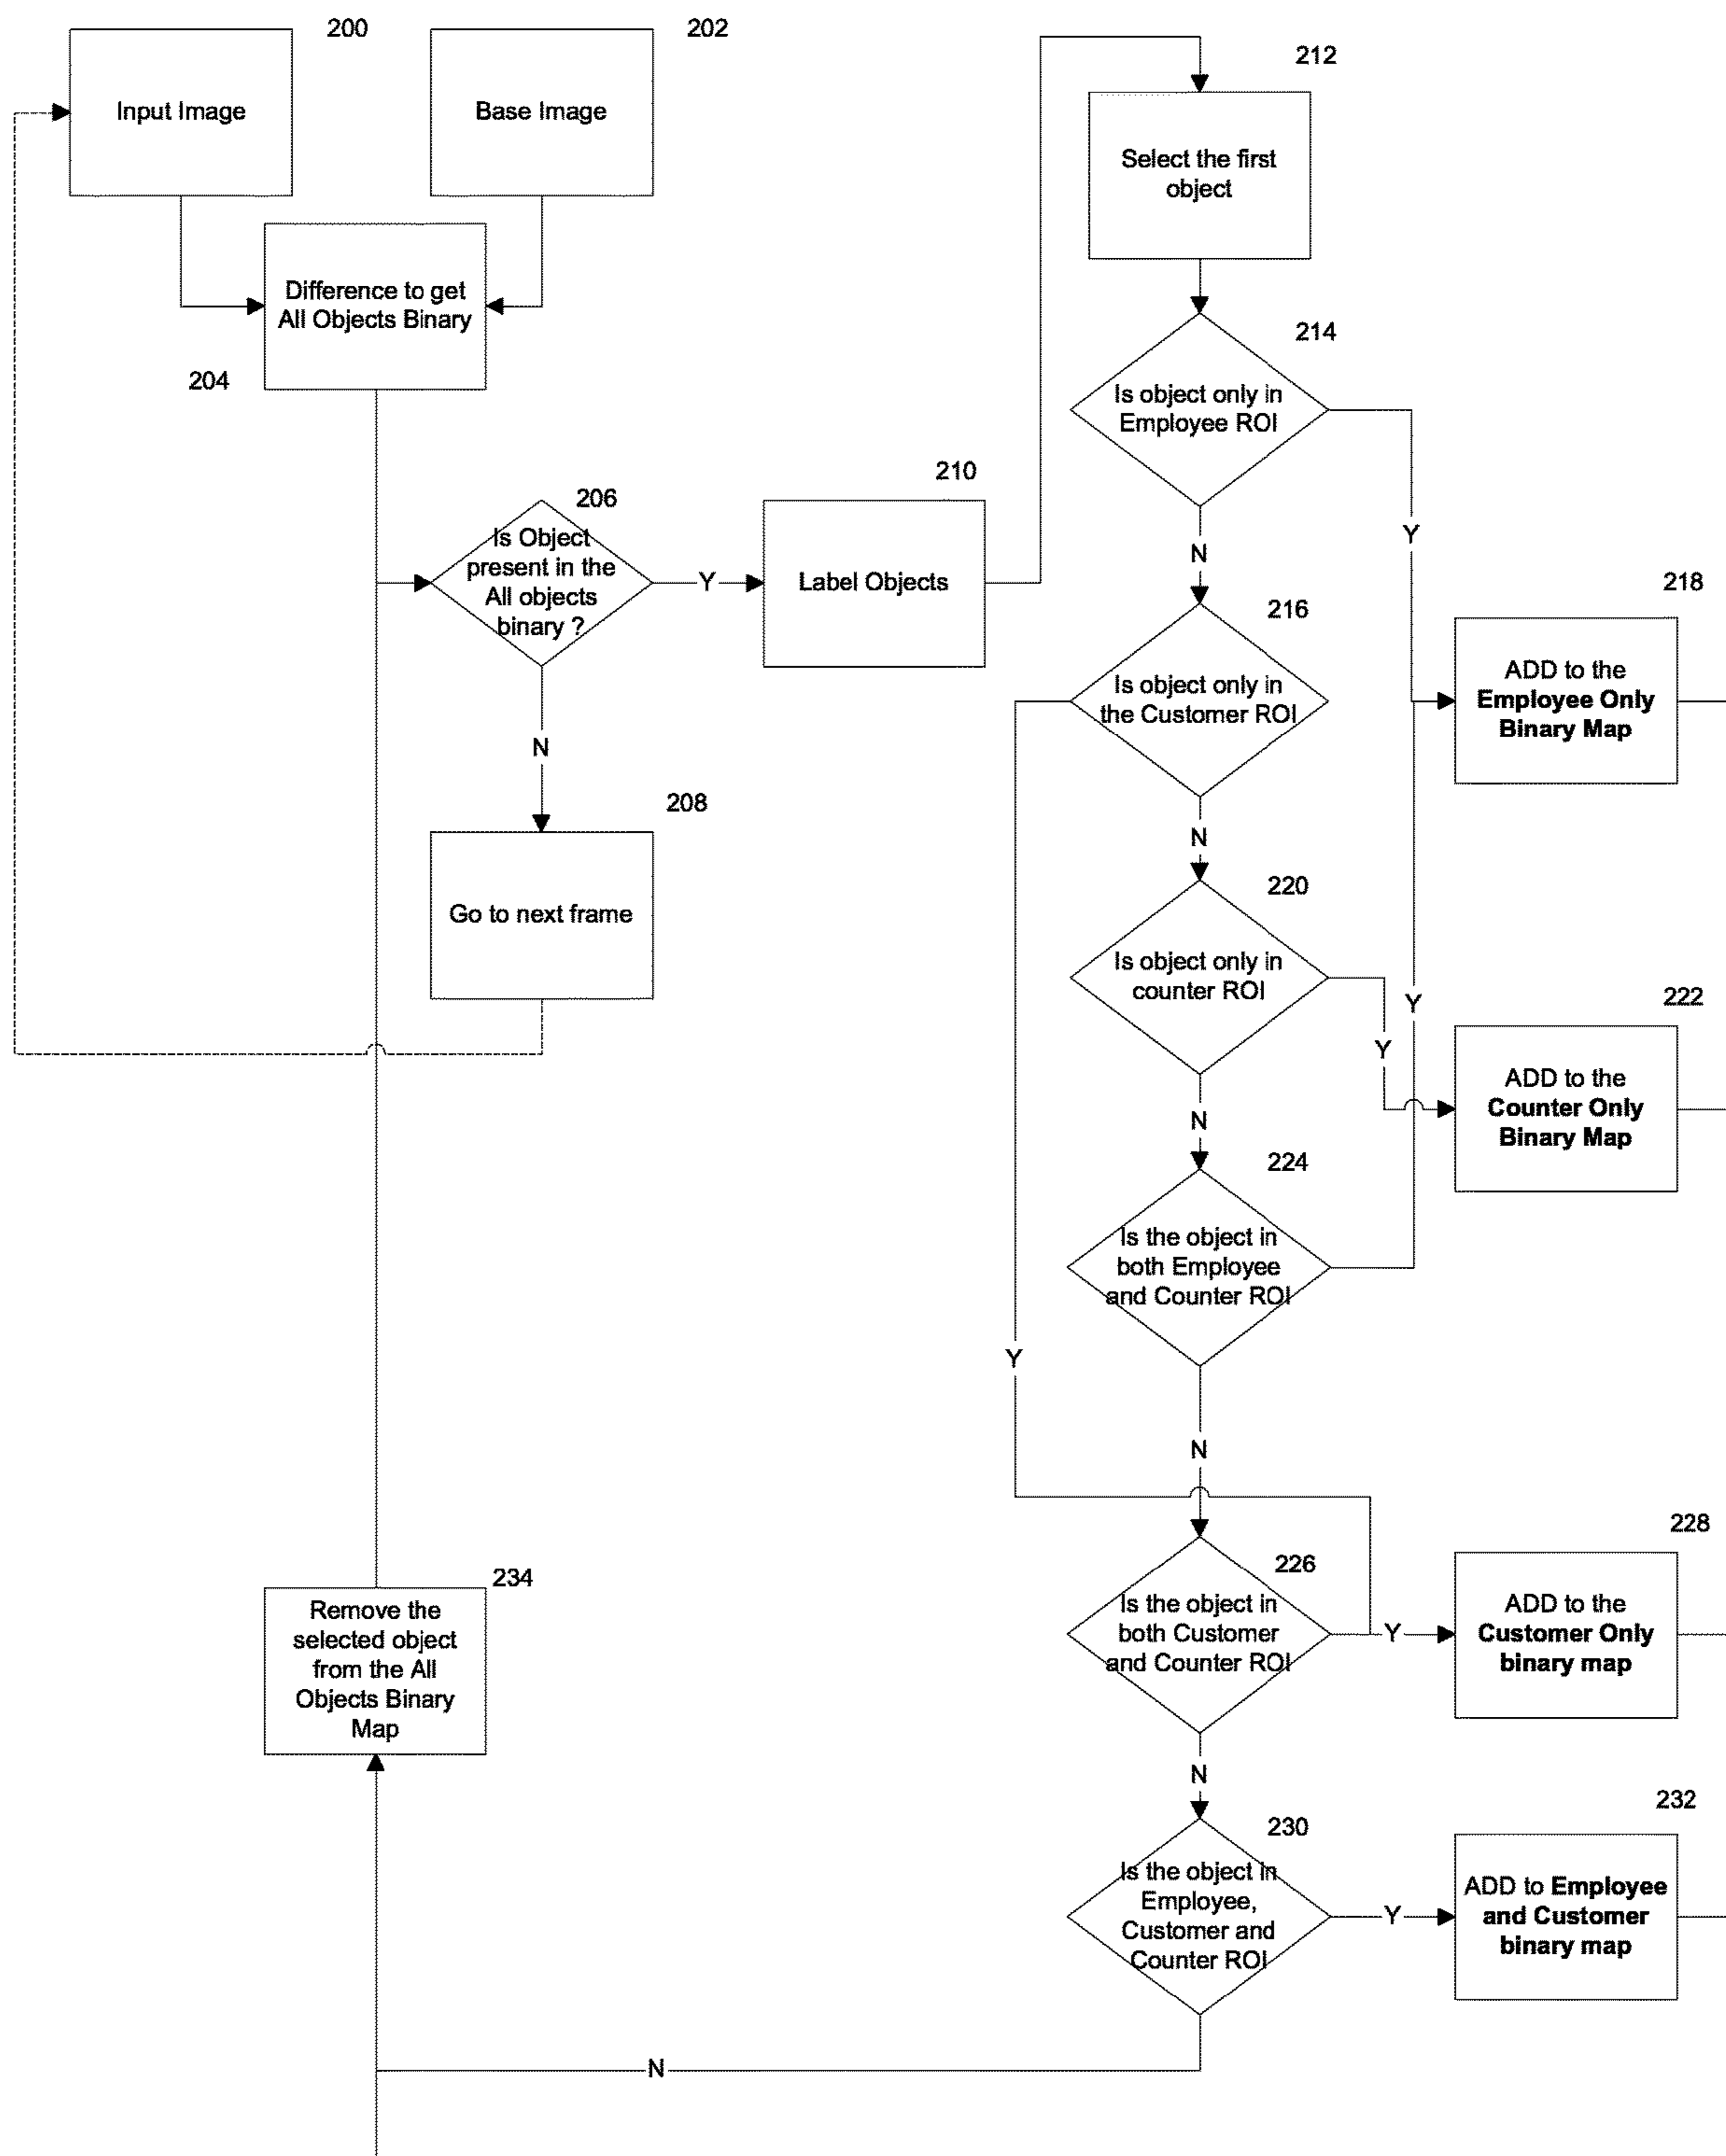 200
Input Image
202
Base Image
Difference to get
All Objects Binary
204
206
Is Object
present in the
All objects
binary ?
Y
N
208
Go to next frame
210
Label Objects
212
Select the first
object
214
Is object only in
Employee ROI
Y
N
216
Is object only in
the Customer ROI
Y
N
218
ADD to the
Employee Only
Binary Map
220
Is object only in
counter ROI
Y
N
222
ADD to the
Counter Only
Binary Map
224
Is the object in
both Employee
and Counter ROI
Y
N
226
Is the object in
both Customer
and Counter ROI
Y
N
228
ADD to the
Customer Only
binary map
230
Is the object in
Employee,
Customer and
Counter ROI
Y
N
232
ADD to Employee
and Customer
binary map
234
Remove the
selected object
from the All
Objects Binary
Map